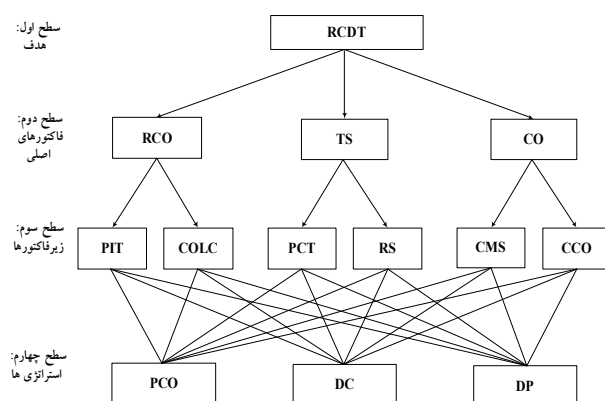 سطح اول:
هدف
RCDT
سطح دوم:
فاکتورهای
اصلی
RCO
TS
CO
سطح سوم:
زیرفاکتورها
PIT
COLC
PCT
RS
CMS
CCO
سطح چهارم:
استراتژی ها
PCO
DC
DP